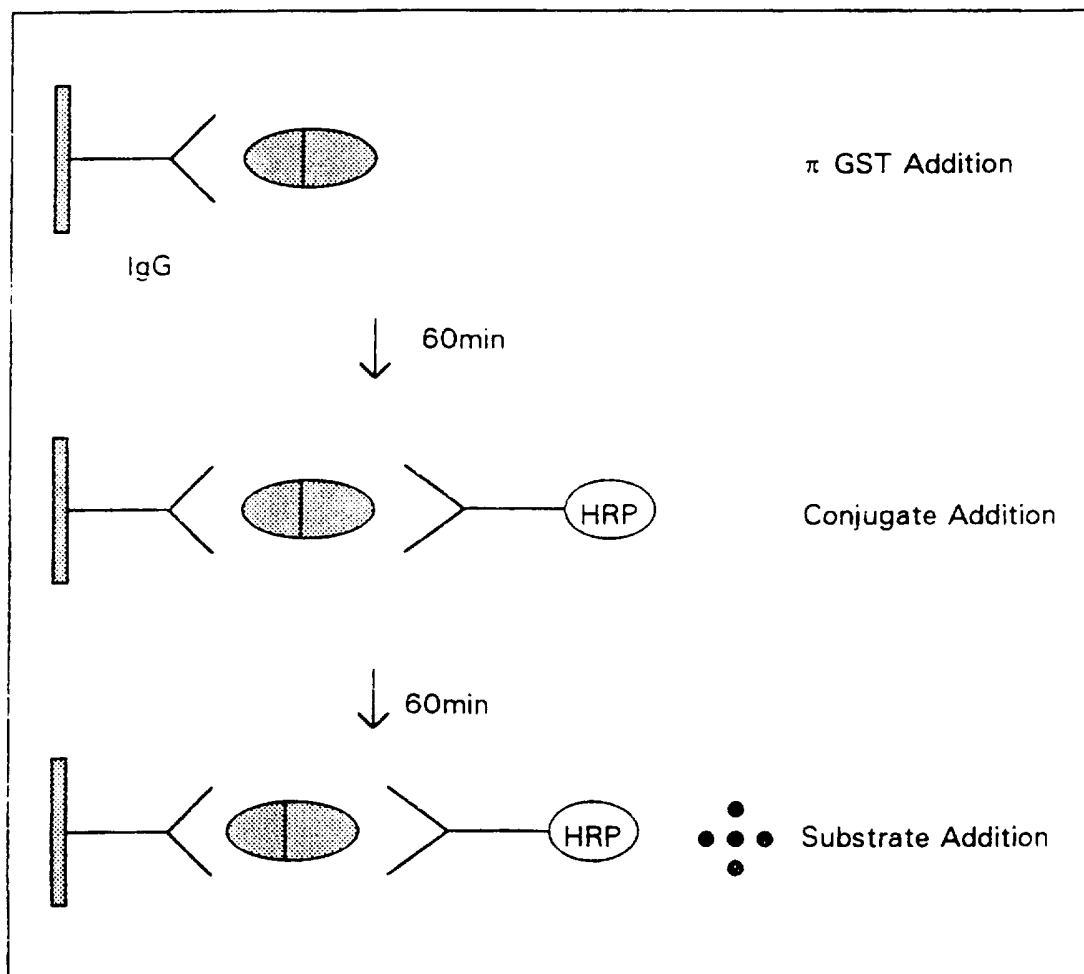 π GST Addition
IgG
60min
HRP
Conjugate Addition
60min
HRP
Substrate Addition